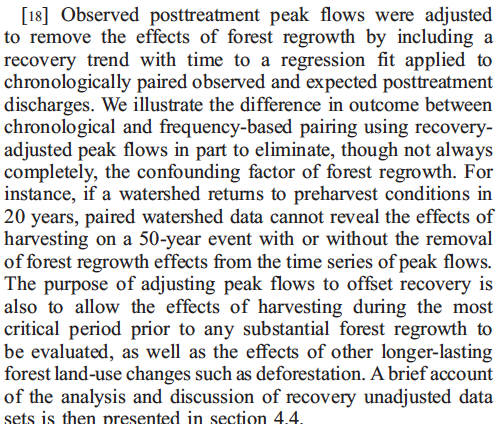 [18] Observed posttreatment peak flows were adjusted
to remove the effects of forest regrowth by including a
recovery trend with time to a regression fit applied to
chronologically paired observed and expected posttreatment
discharges. We illustrate the difference in outcome between
chronological and frequency-based pairing using recovery-
adjusted peak flows in part to eliminate, though not always
completely, the confounding factor of forest regrowth. For
instance, if a watershed returns to preharvest conditions in
20 years, paired watershed data cannot reveal the effects of
harvesting on a 50-year event with or without the removal
of forest regrowth effects from the time series of peak flows.
The purpose of adjusting peak flows to offset recovery is
also to allow the effects of harvesting during the most
critical period prior to any substantial forest regrowth to
be evaluated, as well as the effects of other longer-lasting
forest land-use changes such as deforestation. A brief account
of the analysis and discussion of recovery unadjusted data
sets is then presented in section 4.4.